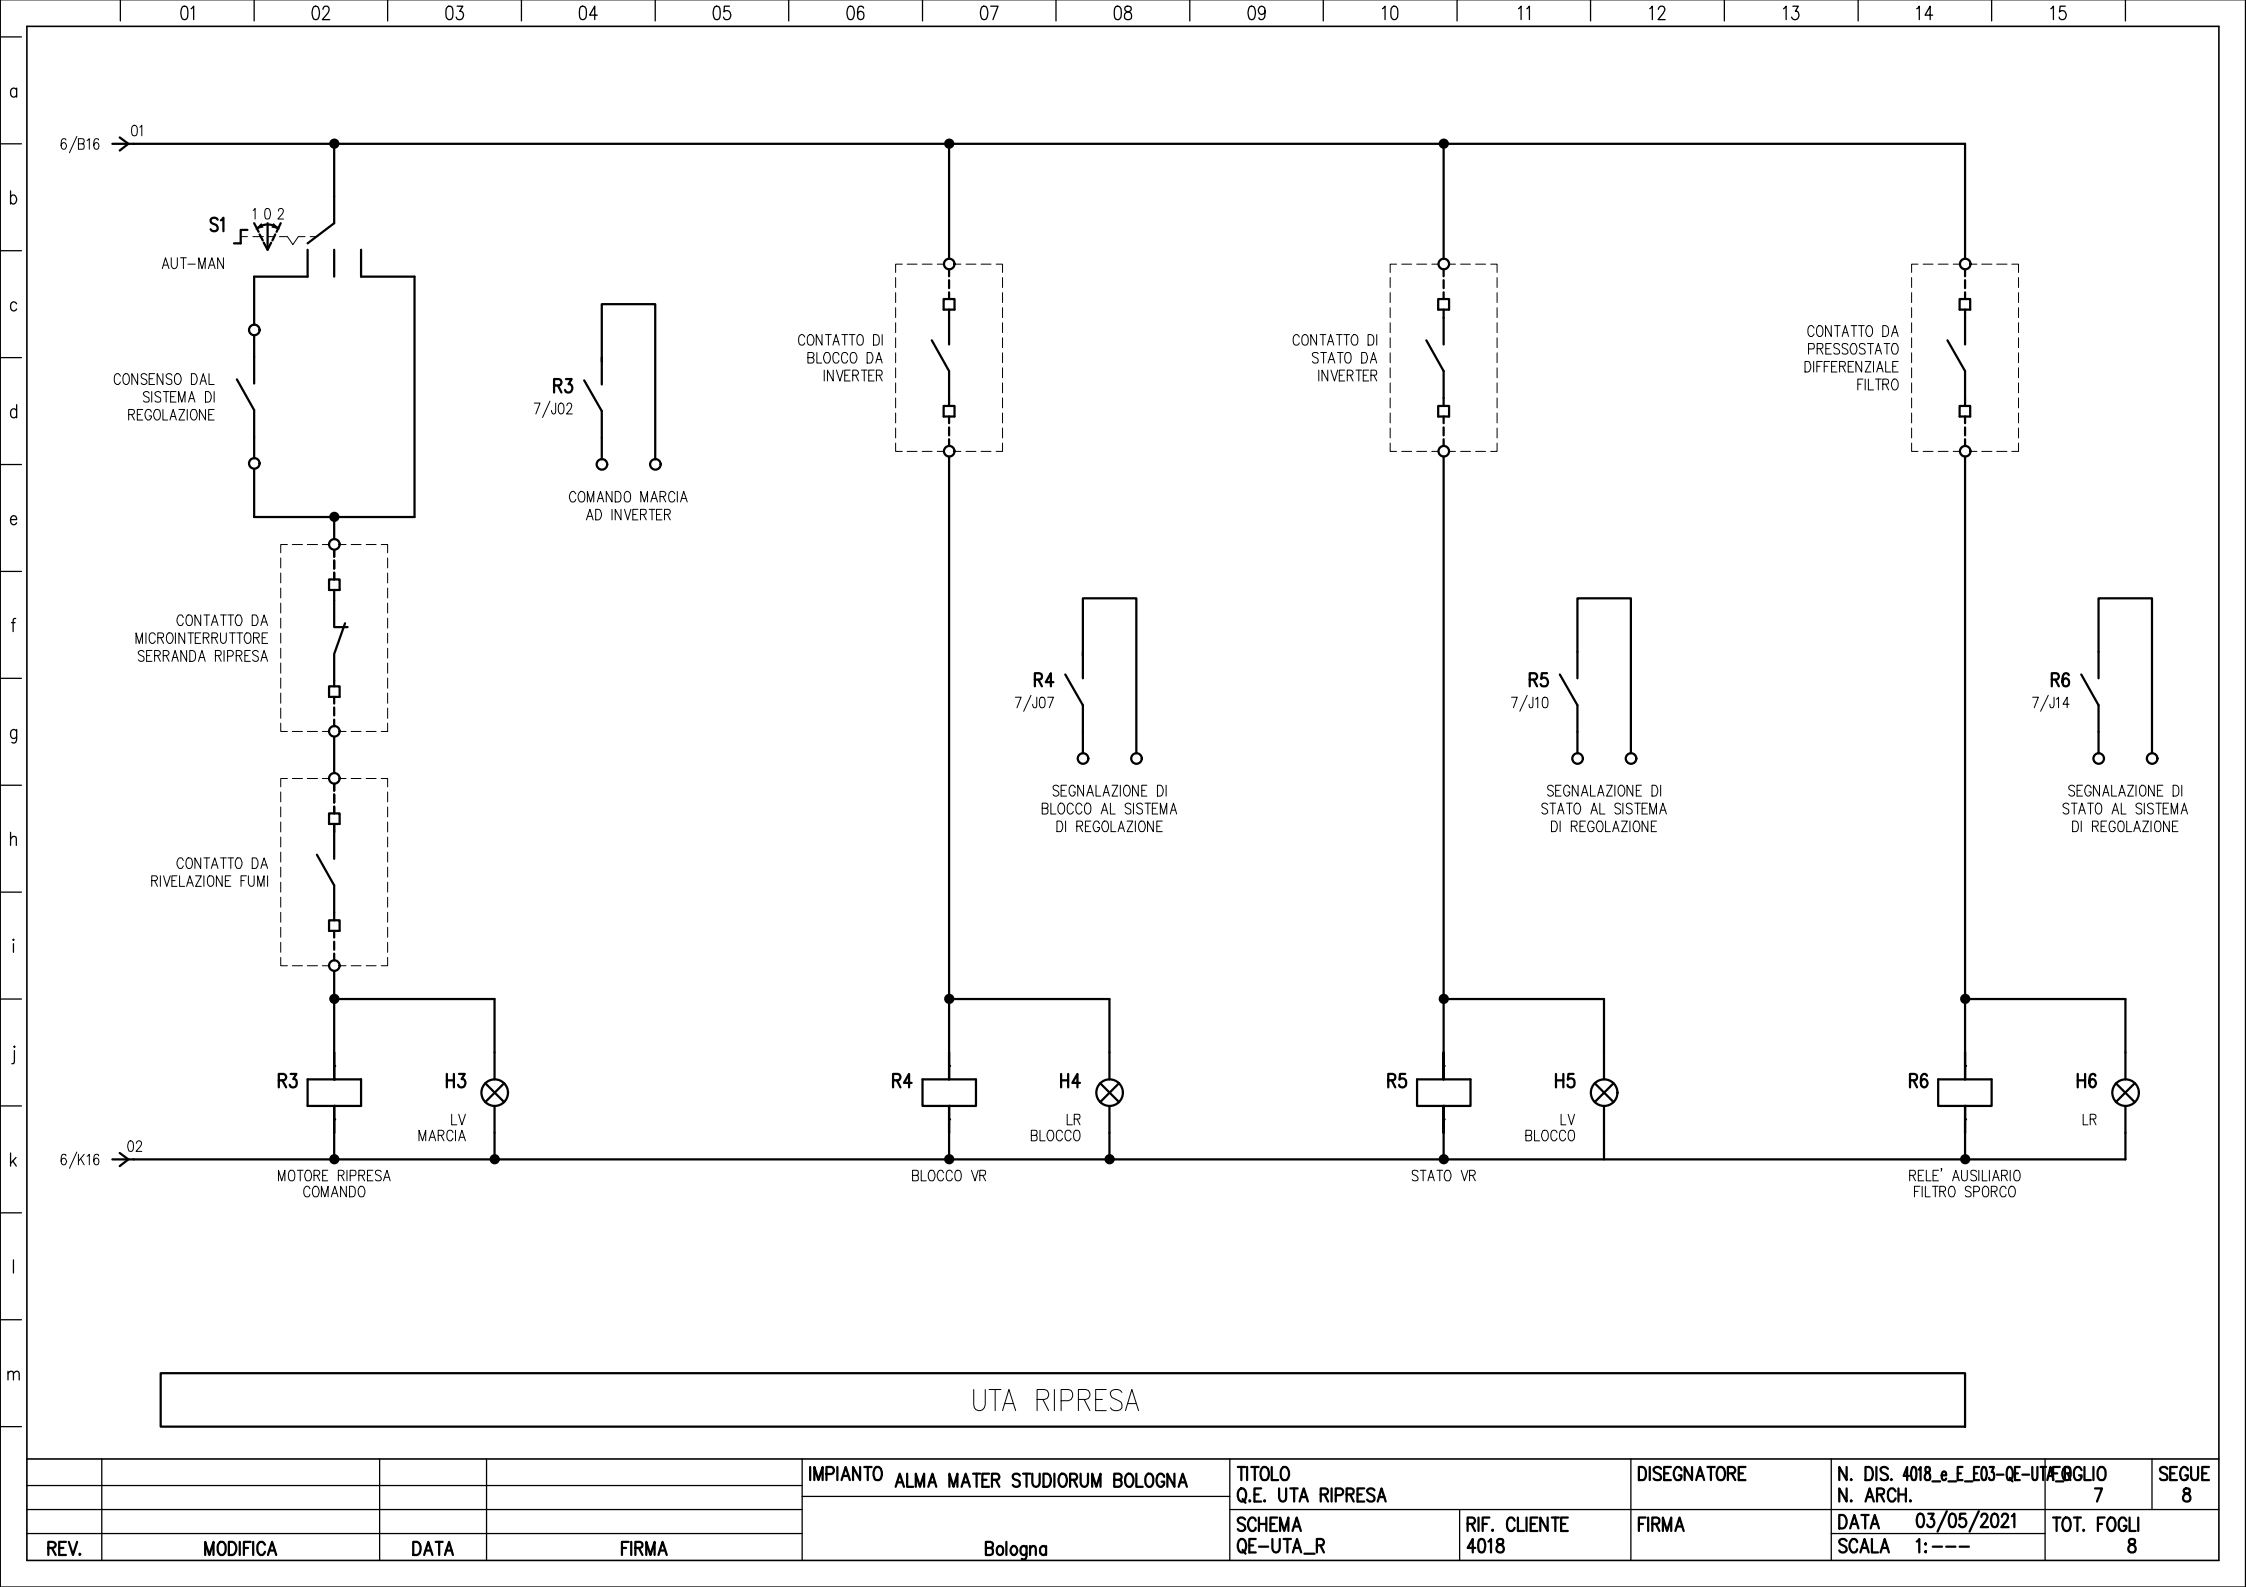 01 02 03 04 05 06 07 08 09 10 11 12 13 14 15
a
6/B16 01
b
S1
1 0 2
AUT-MAN
c
CONTATTO DI
BLOCCO DA
INVERTER
CONTATTO DI
STATO DA
INVERTER
CONTATTO DA
PRESSOSTATO
DIFFERENZIALE
FILTRO
CONSENSO DAL
SISTEMA DI
REGOLAZIONE
R3
7/J02
d
COMANDO MARCIA
AD INVERTER
e
CONTATTO DA
MICROINTERRUTTORE
SERRANDA RIPRESA
f
R4
7/J07
R5
7/J10
R6
7/J14
g
SEGNALAZIONE DI
BLOCCO AL SISTEMA
DI REGOLAZIONE
SEGNALAZIONE DI
STATO AL SISTEMA
DI REGOLAZIONE
SEGNALAZIONE DI
STATO AL SISTEMA
DI REGOLAZIONE
h
CONTATTO DA
RIVELAZIONE FUMI
i
j
R3
H3
LV
MARCIA
R4
H4
LR
BLOCCO
R5
H5
LV
BLOCCO
R6
H6
LR
k
6/K16 02
MOTORE RIPRESA
COMANDO
BLOCCO VR
STATO VR
RELE' AUSILIARIO
FILTRO SPORCO
l
m
UTA RIPRESA
REV. MODIFICA DATA FIRMA
IMPIANTO ALMA MATER STUDIORUM BOLOGNA
Bologna
TITOLO
Q.E. UTA RIPRESA
SCHEMA
QE-UTA_R
RIF. CLIENTE
4018
DISEGNATORE
FIRMA
N. DIS. 4018_e_E_E03-QE-UTA_R
N. ARCH.
DATA 03/05/2021
SCALA 1:---
FOGLIO
7
SEGUE
8
TOT. FOGLI
8